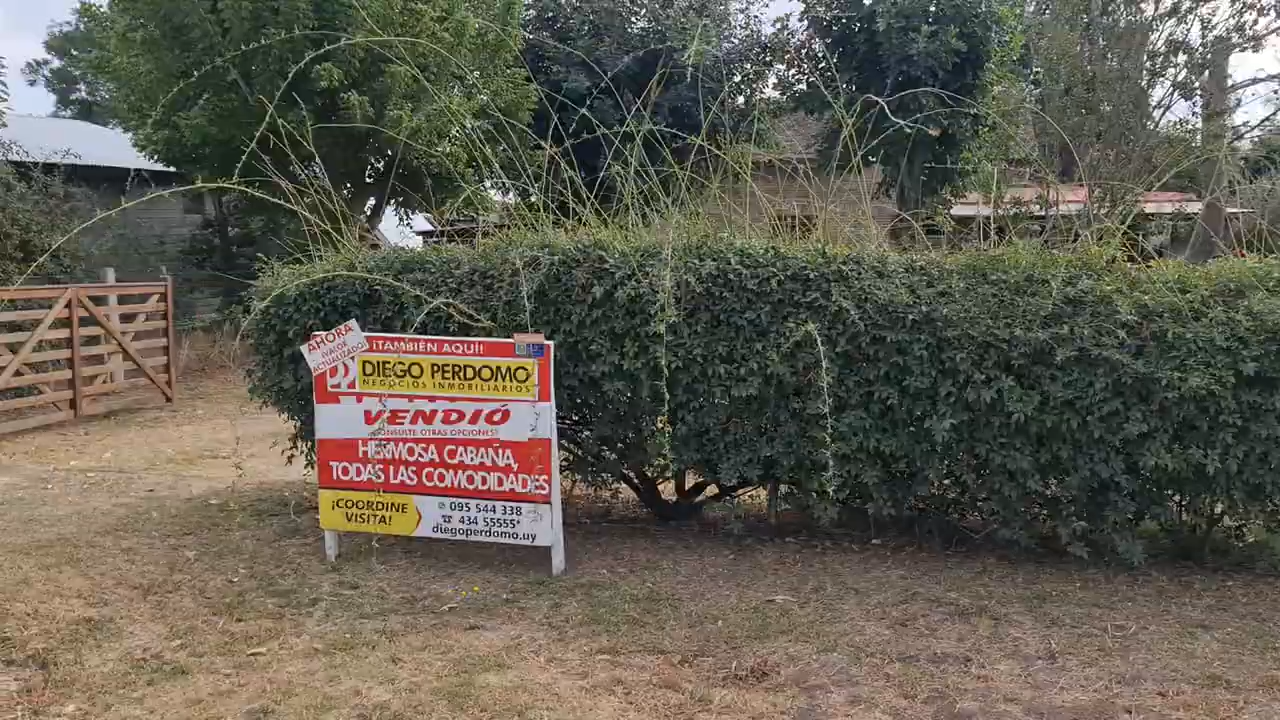 AHORA
¡VALOR
ACTUALIZADO!
¡TAMBIÉN AQUÍ!
DIEGO PERDOMO
NEGOCIOS INMOBILIARIOS
VENDIÓ
¡CONSULTE OTRAS OPCIONES!
HERMOSA CABAÑA,
TODAS LAS COMODIDADES
¡COORDINE
VISITA!
095 544 338
434 55555*
diegoperdomo.uy